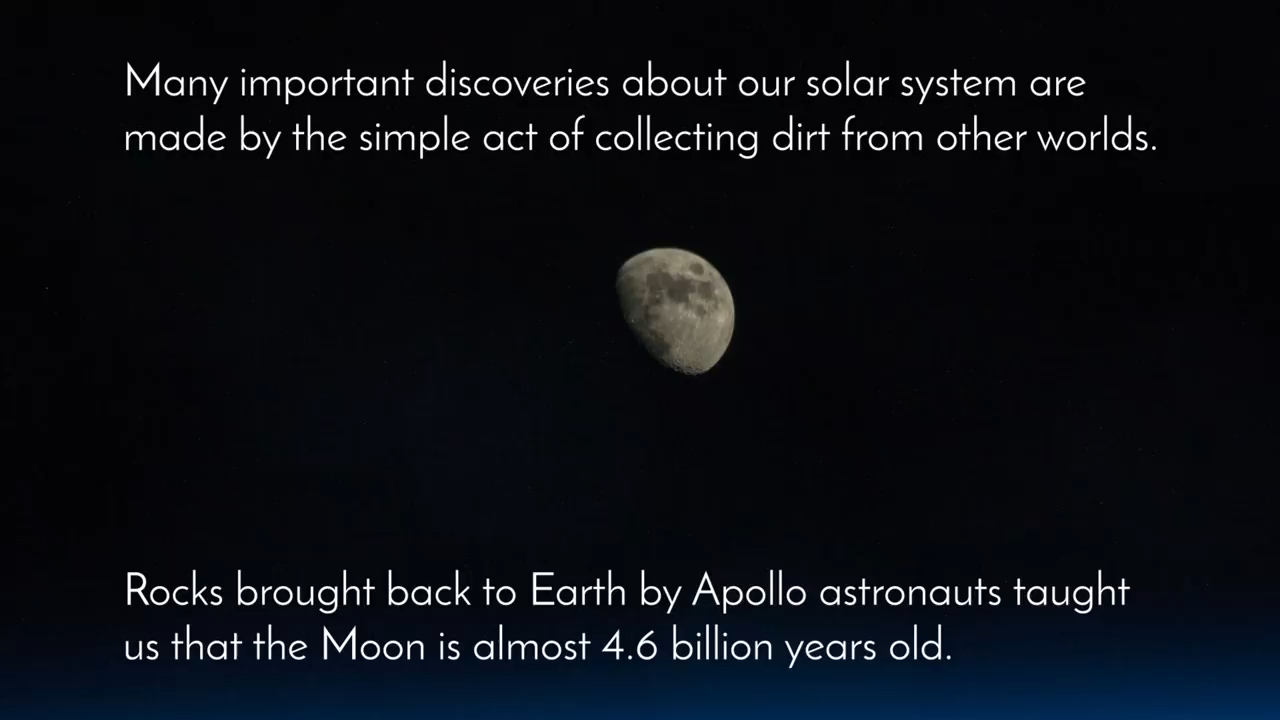 Many important discoveries about our solar system are
made by the simple act of collecting dirt from other worlds.
Rocks brought back to Earth by Apollo astronauts taught
us that the Moon is almost 4.6 billion years old.